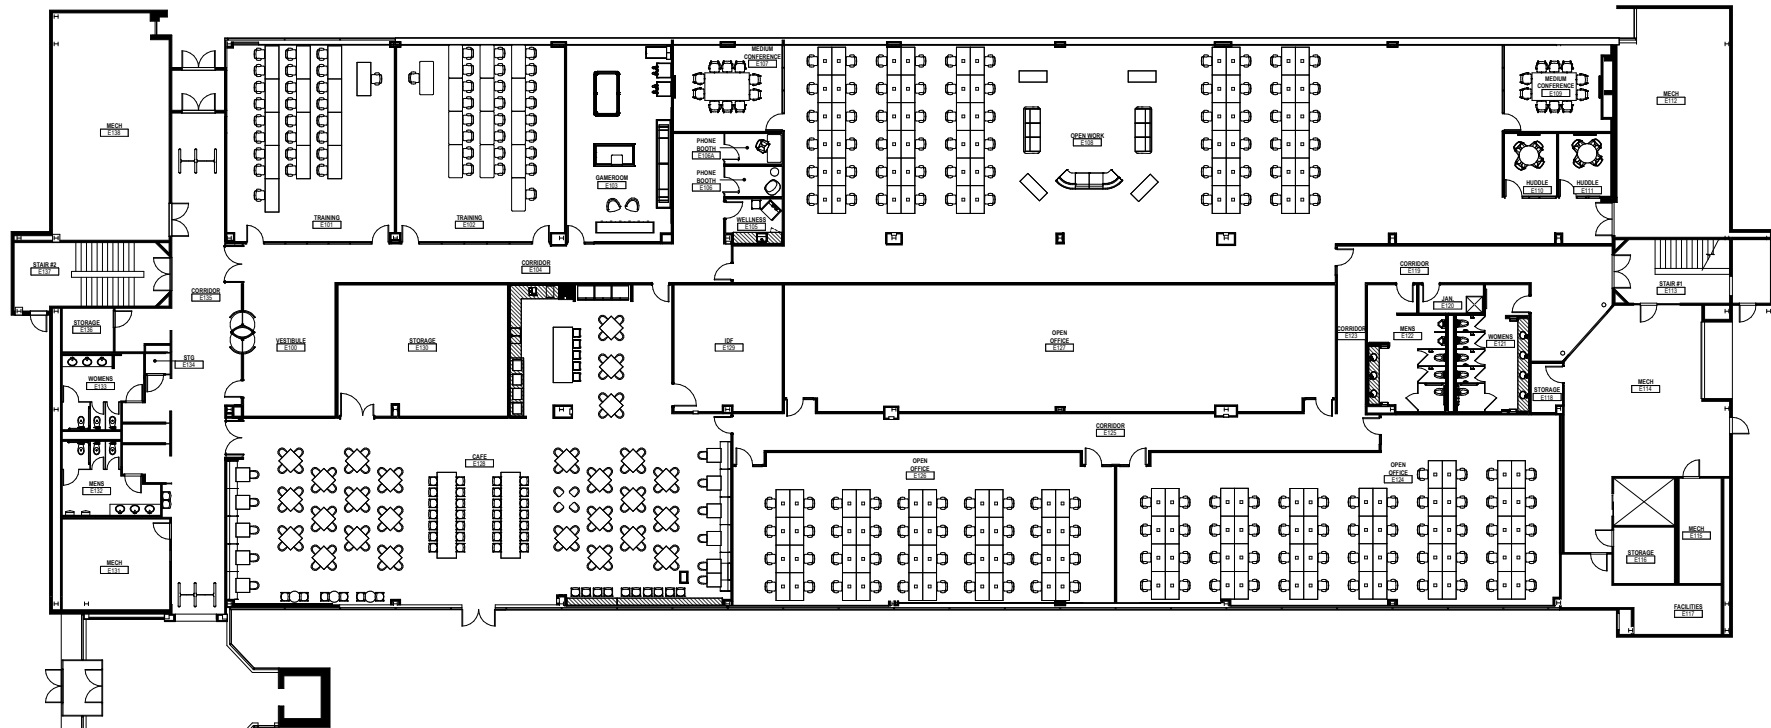 MECH
E138
MEDIUM
CONFERENCE
E107
MEDIUM
CONFERENCE
E109
MECH
E112
PHONE
BOOTH
E106A
PHONE
BOOTH
E106
OPEN WORK
E108
GAMEROOM
E103
HUDDLE
E110
HUDDLE
E111
TRAINING
E101
TRAINING
E102
WELLNESS
E105
STAIR #2
E137
CORRIDOR
E104
CORRIDOR
E119
STAIR #1
E113
CORRIDOR
E135
JAN.
E120
STORAGE
E136
VESTIBULE
E100
STORAGE
E130
IDF
E129
OPEN
OFFICE
E127
CORRIDOR
E123
MENS
E122
WOMENS
E121
STG
E134
WOMENS
E133
MECH
E114
STORAGE
E118
CORRIDOR
E125
CAFE
E128
OPEN
OFFICE
E126
OPEN
OFFICE
E124
MENS
E132
MECH
E131
MECH
E115
STORAGE
E116
FACILITIES
E117